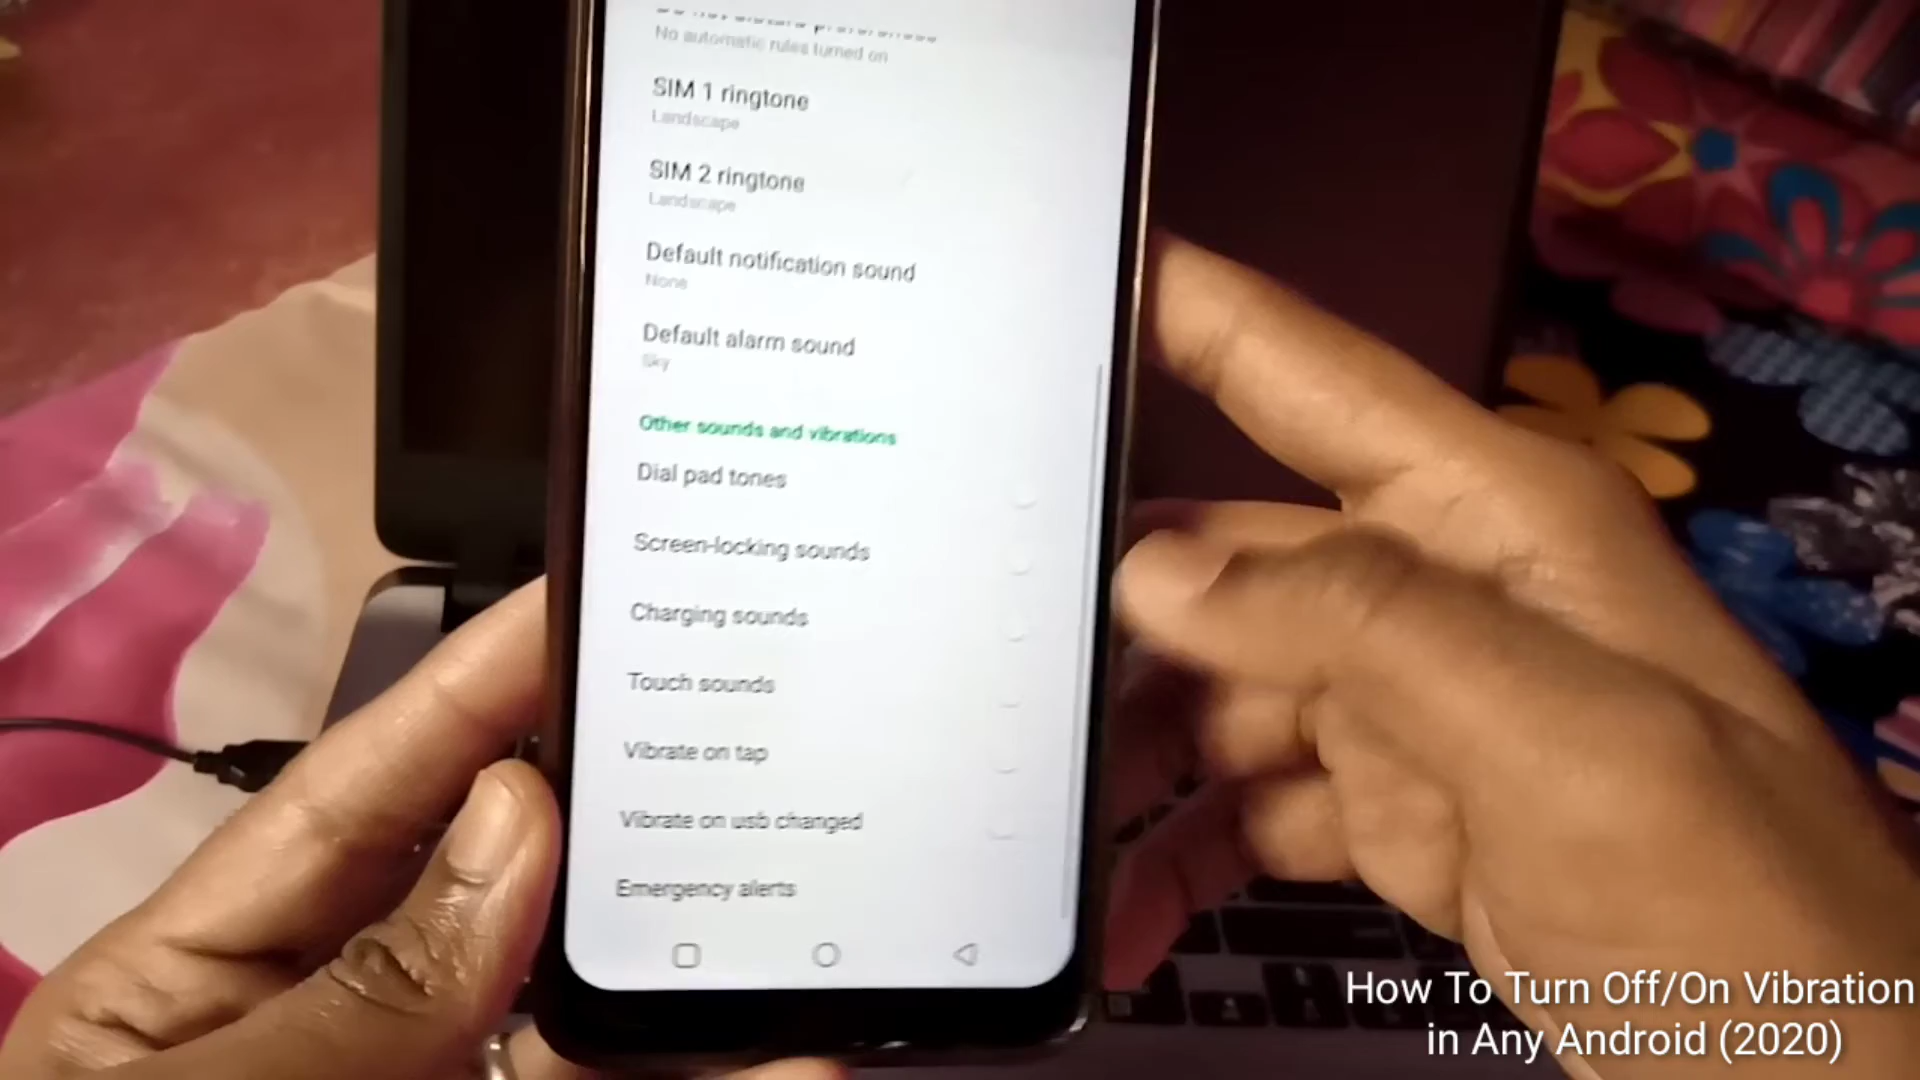 No automatic rules turned on
SIM 1 ringtone
Landscape
SIM 2 ringtone
Landscape
Default notification sound
None
Default alarm sound
Sky
Other sounds and vibrations
Dial pad tones
Screen-locking sounds
Charging sounds
Touch sounds
Vibrate on tap
Vibrate on usb changed
Emergency alerts
How To Turn Off/On Vibration
in Any Android (2020)